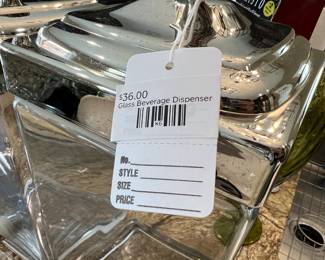 $36.00
Glass Beverage Dispenser
No.
STYLE
SIZE
PRICE